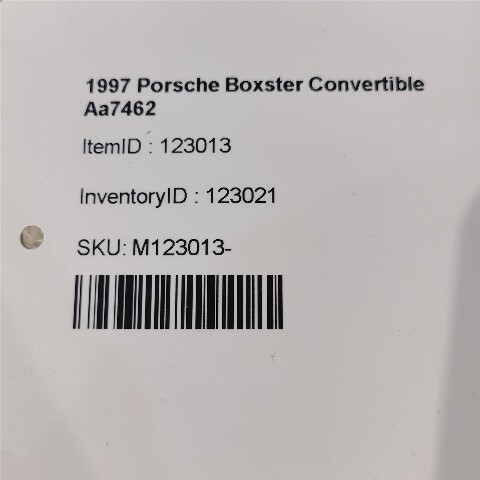 1997 Porsche Boxster Convertible
Aa7462
ItemID : 123013
InventoryID : 123021
SKU: M123013-